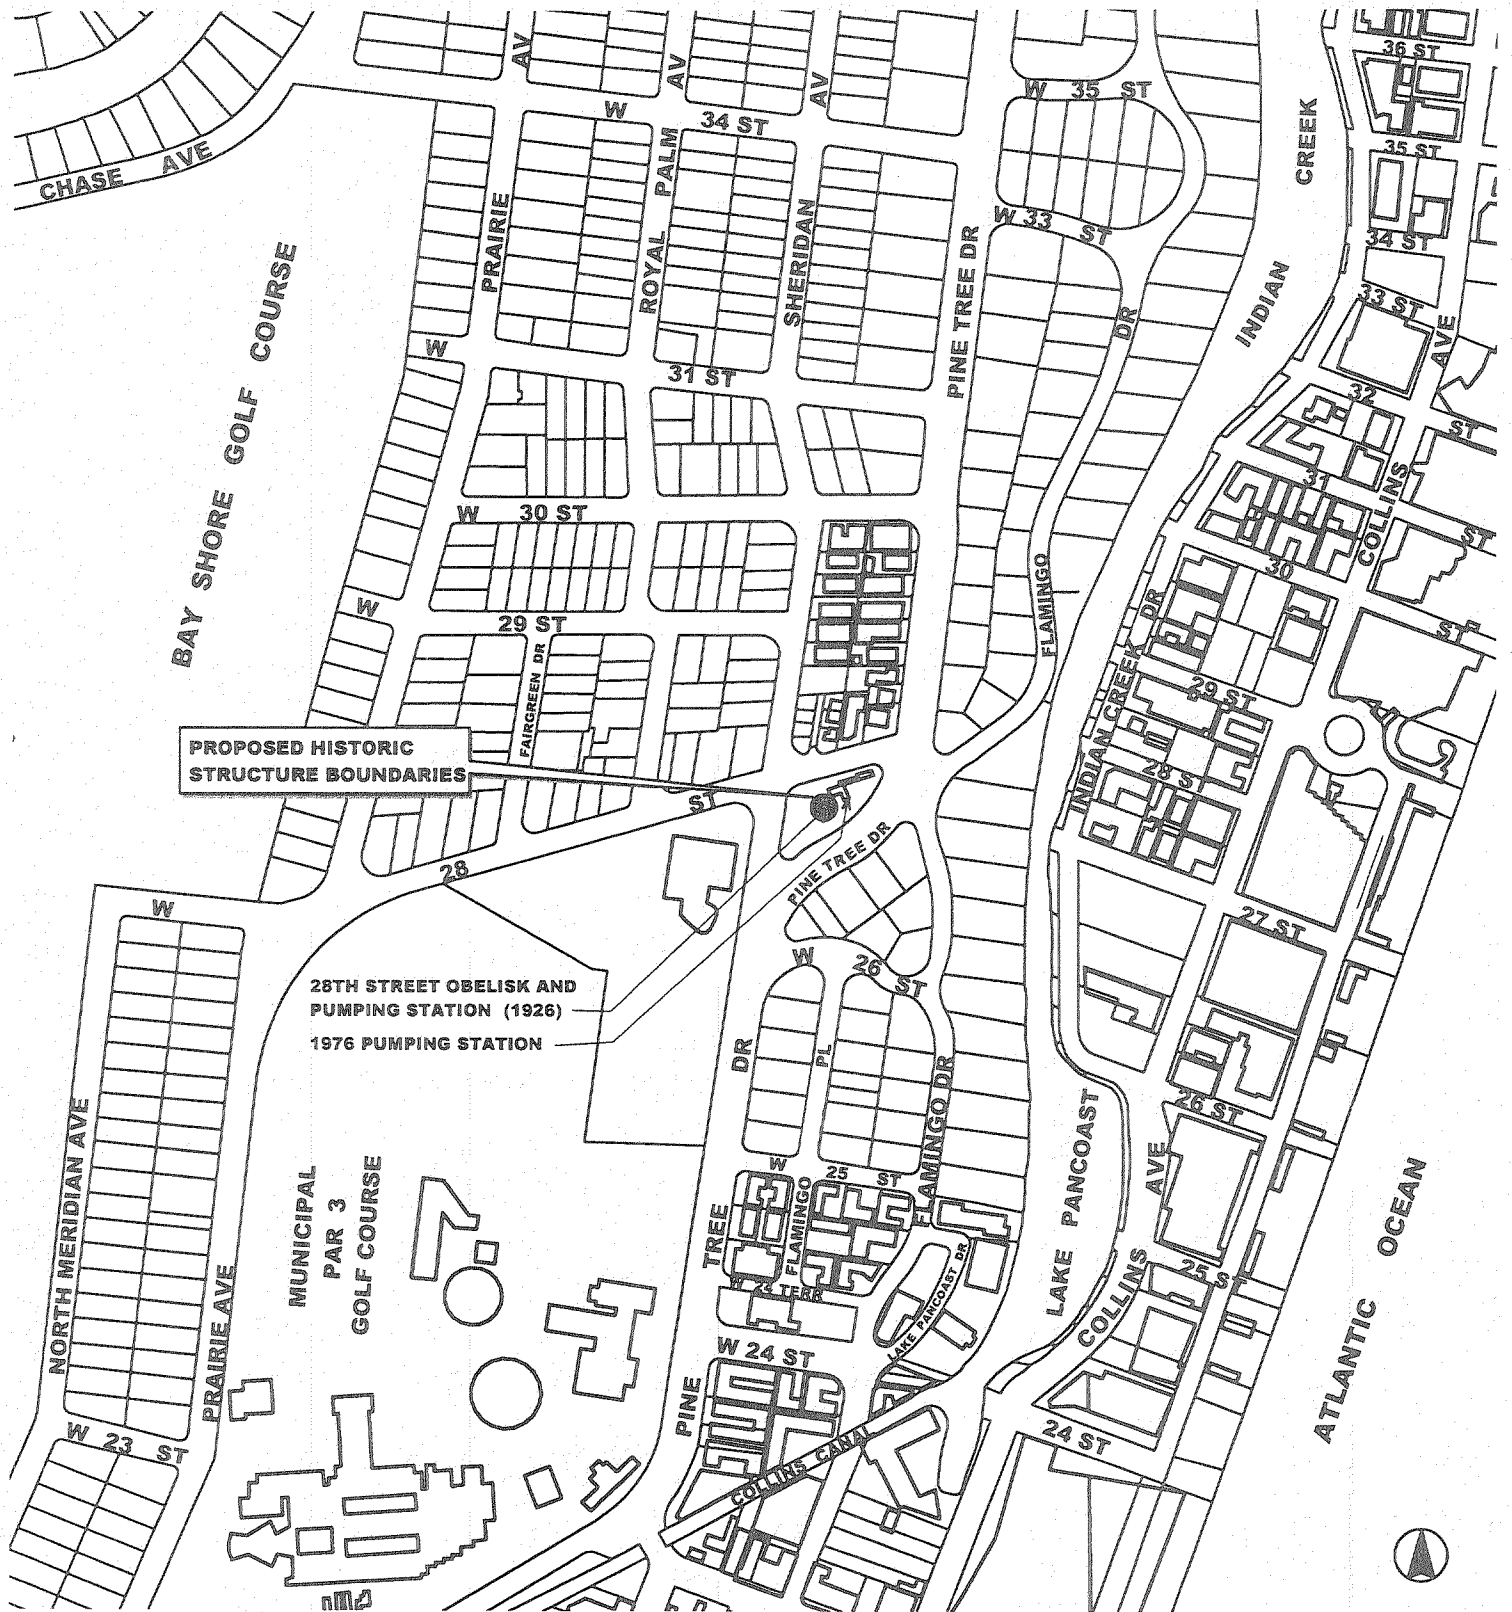 36 ST
AV
AV
AV
W 35 ST
W 34 ST
CREEK
35 ST
CHASE AVE
ROYAL PALM
PRAIRIE
SHERIDAN
W 33 ST
34 ST
PINE TREE DR
INDIAN
33 ST
DR
AVE
BAY SHORE GOLF COURSE
W 31 ST
32 ST
31 ST
COLLINS
W 30 ST
30 ST
FLAMINGO
W 29 ST
INDIAN CREEK DR
FAIRGREEN DR
29 ST
PROPOSED HISTORIC
STRUCTURE BOUNDARIES
28 ST
W 28 ST
PINE TREE DR
27 ST
W 26 ST
28TH STREET OBELISK AND
PUMPING STATION (1926)
1976 PUMPING STATION
DR
PL
FLAMINGO DR
26 ST
NORTH MERIDIAN AVE
LAKE PANCOAST
AVE
MUNICIPAL
PAR 3
GOLF COURSE
W 25 ST
TREE
FLAMINGO
ATLANTIC OCEAN
PRAIRIE AVE
W 24 TERR
LAKE PANCOAST DR
COLLINS
25 ST
W 24 ST
PINE
COLLINS CANAL
24 ST
W 23 ST